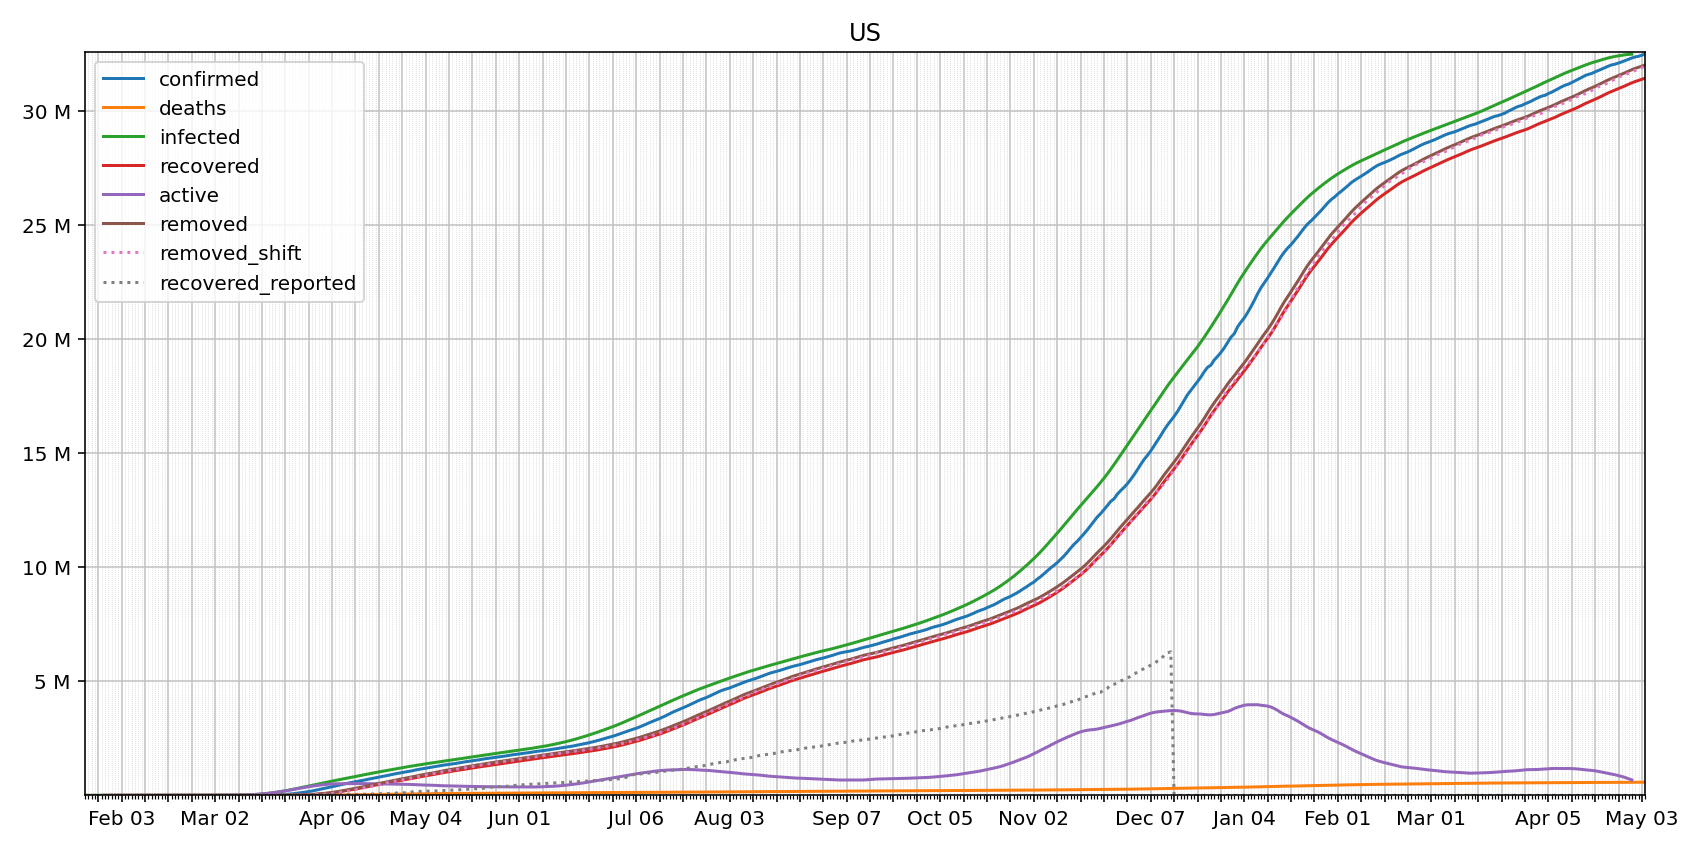 US
confirmed
deaths
infected
recovered
active
removed
removed_shift
recovered_reported
30 M
25 M
20 M
15 M
10 M
5 M
Feb 03 Mar 02 Apr 06 May 04 Jun 01 Jul 06 Aug 03 Sep 07 Oct 05 Nov 02 Dec 07 Jan 04 Feb 01 Mar 01 Apr 05 May 03